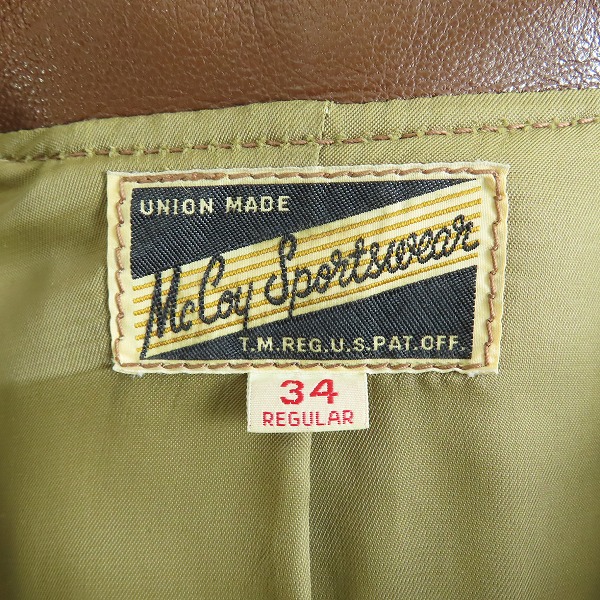 UNION MADE
McCoy Sportswear
T.M.REG.U.S.PAT.OFF.
34
REGULAR